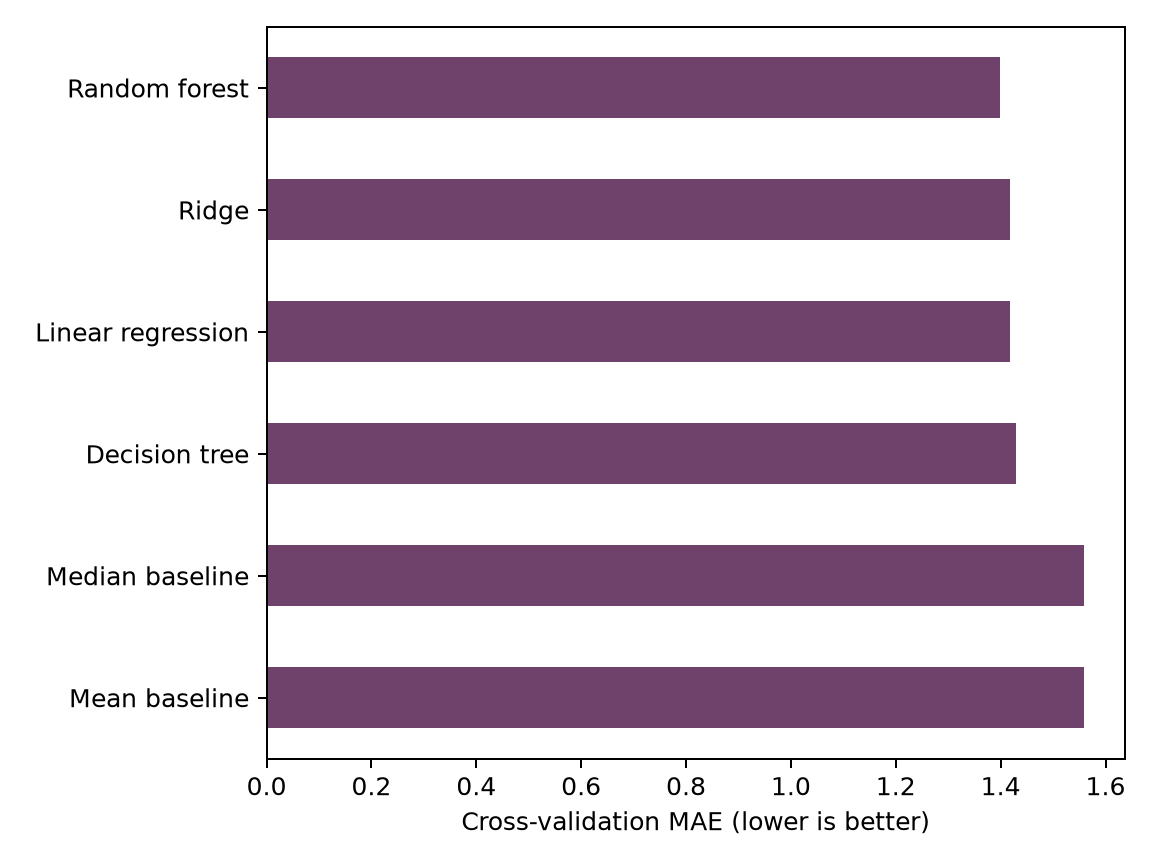 Random forest
Ridge
Linear regression
Decision tree
Median baseline
Mean baseline
0.0 0.2 0.4 0.6 0.8 1.0 1.2 1.4 1.6
Cross-validation MAE (lower is better)